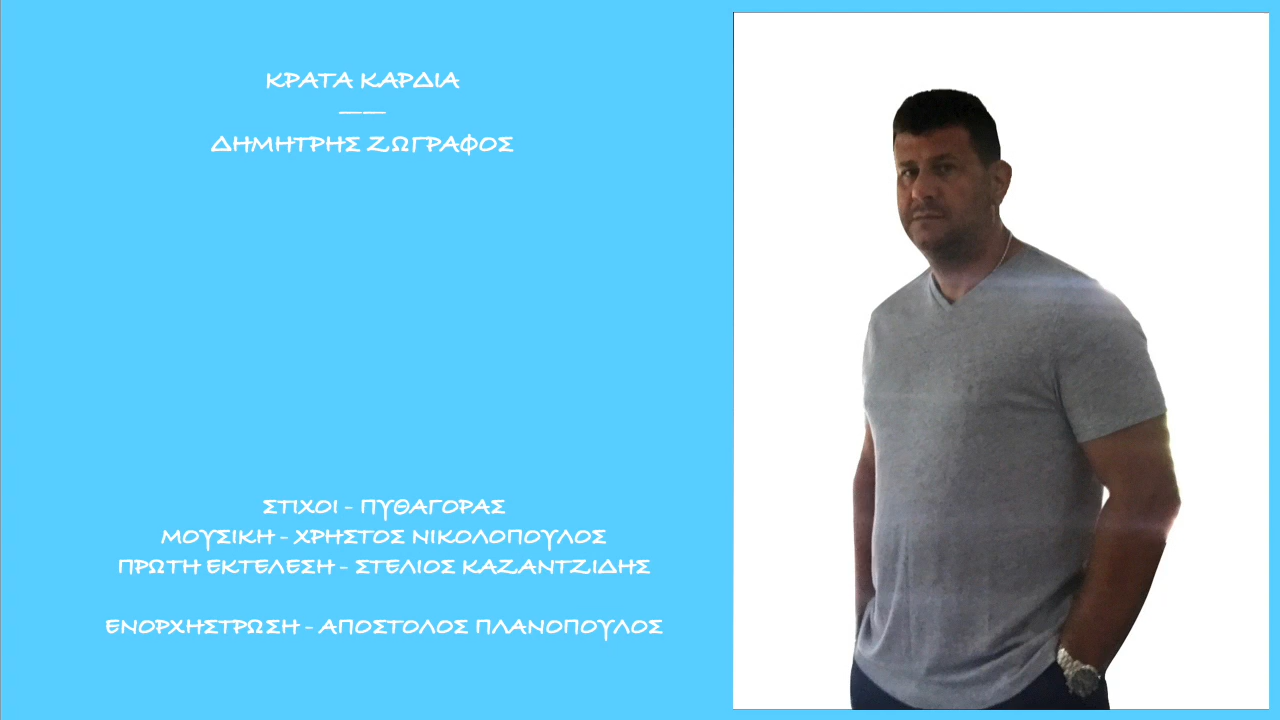 ΚΡΑΤΑ ΚΑΡΔΙΑ
——
ΔΗΜΗΤΡΗΣ ΖΩΓΡΑΦΟΣ
ΣΤΙΧΟΙ - ΠΥΘΑΓΟΡΑΣ
ΜΟΥΣΙΚΗ - ΧΡΗΣΤΟΣ ΝΙΚΟΛΟΠΟΥΛΟΣ
ΠΡΩΤΗ ΕΚΤΕΛΕΣΗ - ΣΤΕΛΙΟΣ ΚΑΖΑΝΤΖΙΔΗΣ
ΕΝΟΡΧΗΣΤΡΩΣΗ - ΑΠΟΣΤΟΛΟΣ ΠΛΑΝΟΠΟΥΛΟΣ